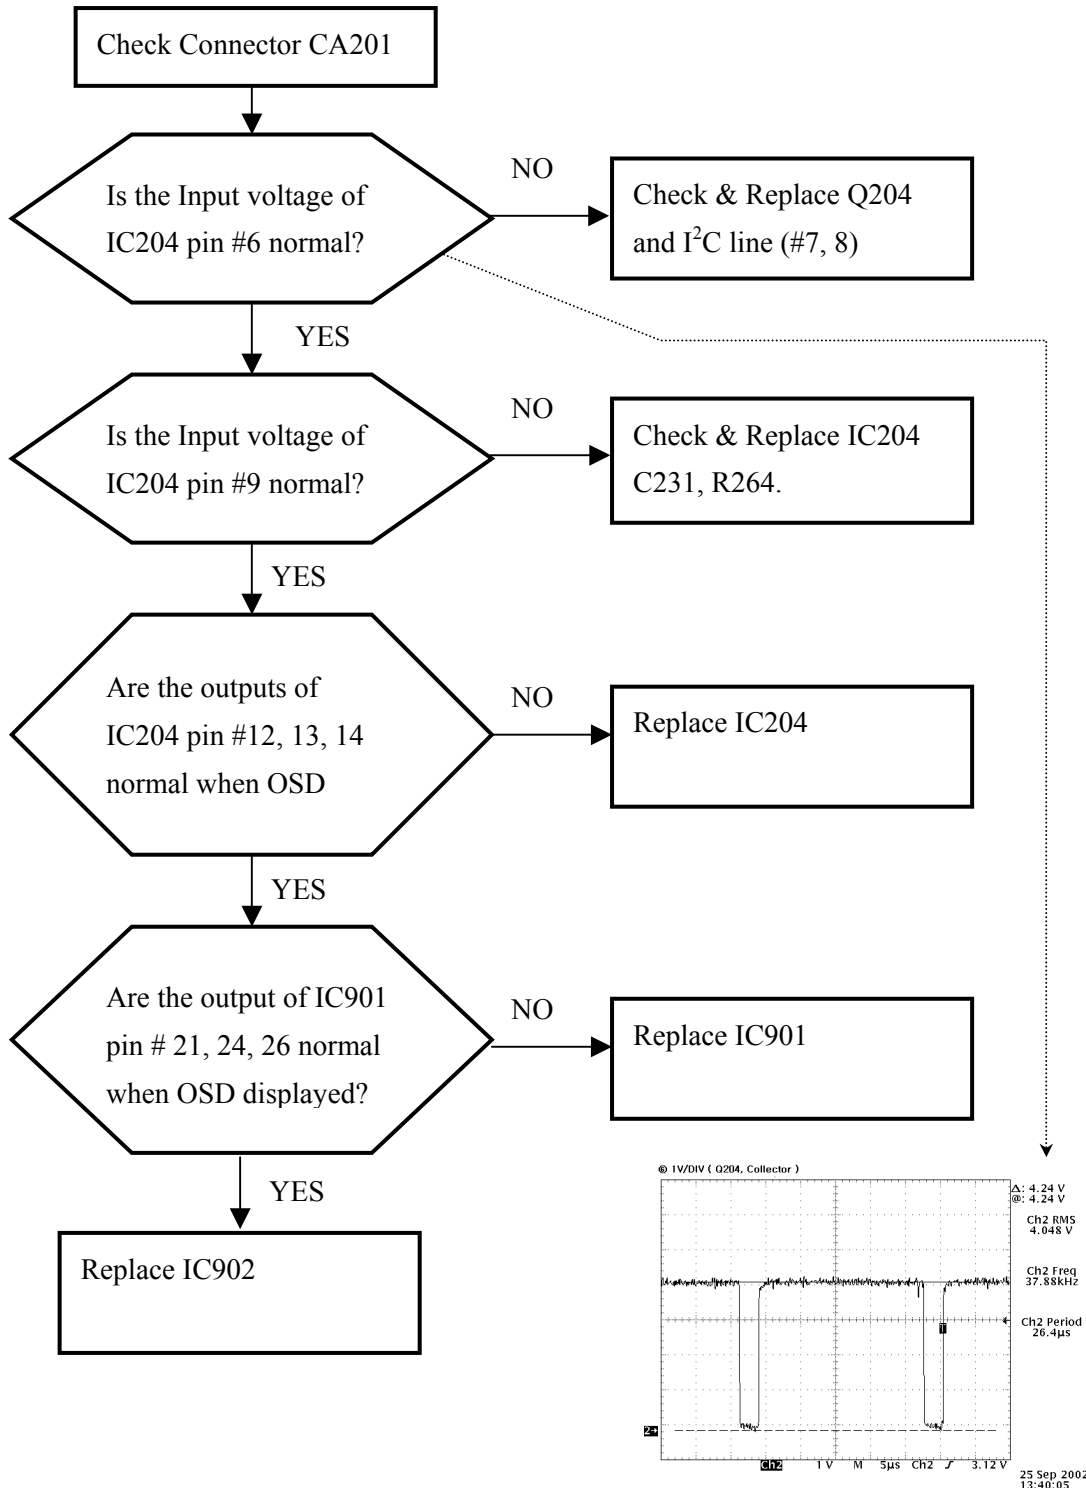 Check Connector CA201
Is the Input voltage of
IC204 pin #6 normal?
NO
Check & Replace Q204
and I²C line (#7, 8)
YES
Is the Input voltage of
IC204 pin #9 normal?
NO
Check & Replace IC204
C231, R264.
YES
Are the outputs of
IC204 pin #12, 13, 14
normal when OSD
NO
Replace IC204
YES
Are the output of IC901
pin # 21, 24, 26 normal
when OSD displayed?
NO
Replace IC901
YES
Replace IC902
1V/DIV ( Q204, Collector )
Δ: 4.24 V
@: 4.24 V
Ch2 RMS
4.048 V
Ch2 Freq
37.88kHz
Ch2 Period
26.4µs
T
2→
Ch2 1 V M 5µs Ch2 ƒ 3.12 V
25 Sep 2002
13:40:05